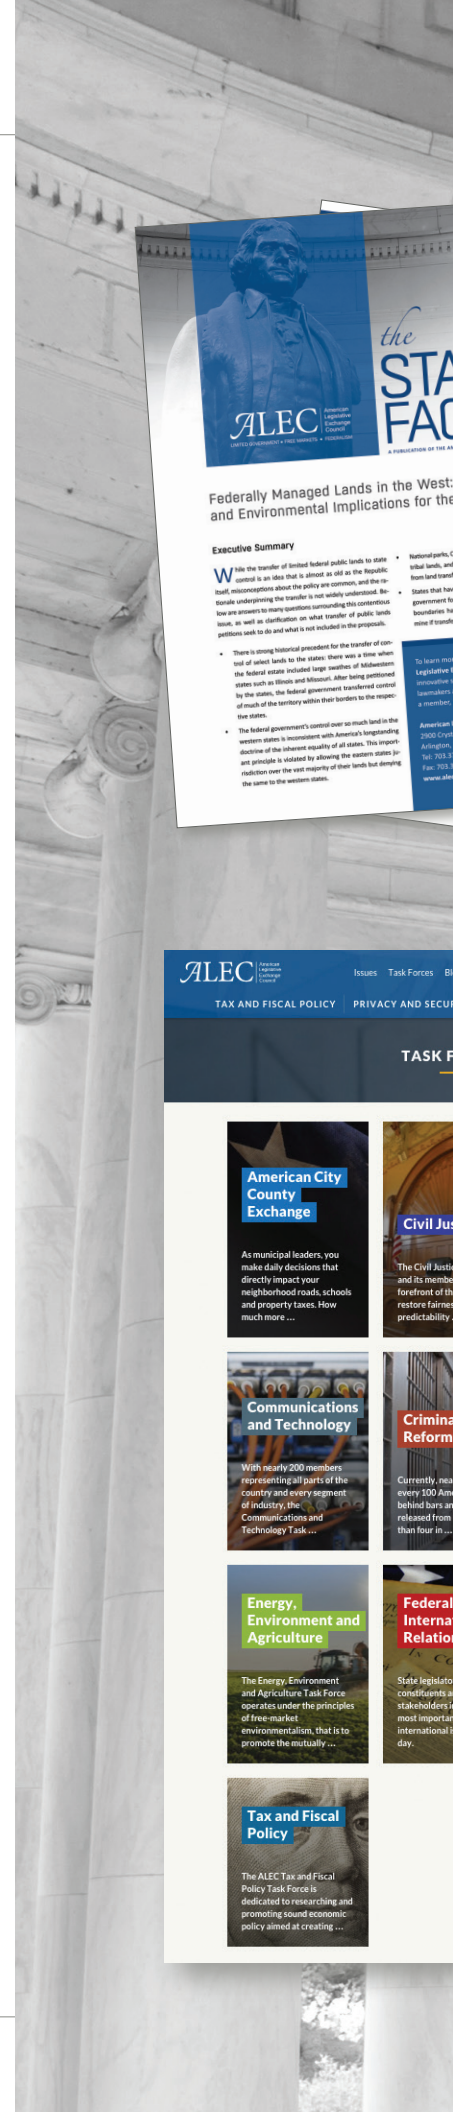 the
STA
FAC
ALEC
American
Legislative
Exchange
Council
LIMITED GOVERNMENT • FREE MARKETS • FEDERALISM
A PUBLICATION OF THE
Federally Managed Lands in the West:
and Environmental Implications for the
Executive Summary
While the transfer of limited federal public lands to state
control is an idea that is almost as old as the Republic
itself, misconceptions about the policy are common, and the ra-
tionale underpinning the transfer is not widely understood. Be-
low are answers to many questions surrounding this contentious
issue, as well as clarification on what transfer of public lands
petitions seek to do and what is not included in the proposals.
• There is strong historical precedent for the transfer of con-
trol of select lands to the states: there was a time when
the federal estate included large swathes of Midwestern
states such as Illinois and Missouri. After being petitioned
by the states, the federal government transferred control
of much of the territory within their borders to the respec-
tive states.
• The federal government's control over so much land in the
western states is inconsistent with America's longstanding
doctrine of the inherent equality of all states. This import-
ant principle is violated by allowing the eastern states ju-
risdiction over the vast majority of their lands but denying
the same to the western states.
• National parks, C
tribal lands, and
from land transf
• States that hav
government fo
boundaries ha
mine if transfe
To learn mo
Legislative
innovative
lawmakers
a member,
American
2900 Cryst
Arlington,
Tel: 703.3
Fax: 703.3
www.ale
ALEC
American
Legislative
Exchange
Council
Issues Task Forces Bl
TAX AND FISCAL POLICY PRIVACY AND SECUR
TASK F
American City
County
Exchange
As municipal leaders, you
make daily decisions that
directly impact your
neighborhood roads, schools
and property taxes. How
much more ...
Civil Jus
The Civil Justic
and its membe
forefront of th
restore fairnes
predictability .
Communications
and Technology
With nearly 200 members
representing all parts of the
country and every segment
of industry, the
Communications and
Technology Task ...
Crimina
Reform
Currently, nea
every 100 Ame
behind bars an
released from
than four in ...
Energy,
Environment and
Agriculture
The Energy, Environment
and Agriculture Task Force
operates under the principles
of free-market
environmentalism, that is to
promote the mutually ...
Federal
Interna
Relation
State legislato
constituents a
stakeholders i
most importan
international i
day.
Tax and Fiscal
Policy
The ALEC Tax and Fiscal
Policy Task Force is
dedicated to researching and
promoting sound economic
policy aimed at creating ...